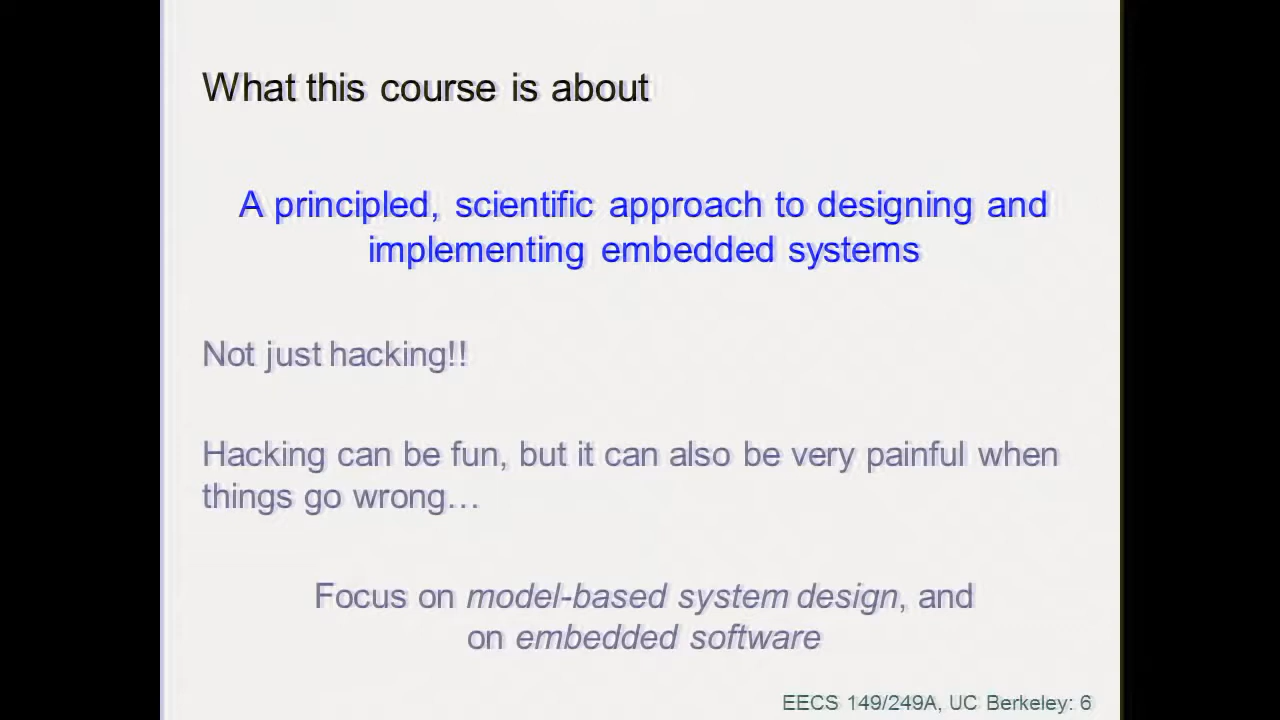 What this course is about
A principled, scientific approach to designing and
implementing embedded systems
Not just hacking!!
Hacking can be fun, but it can also be very painful when
things go wrong…
Focus on model-based system design, and
on embedded software
EECS 149/249A, UC Berkeley: 6